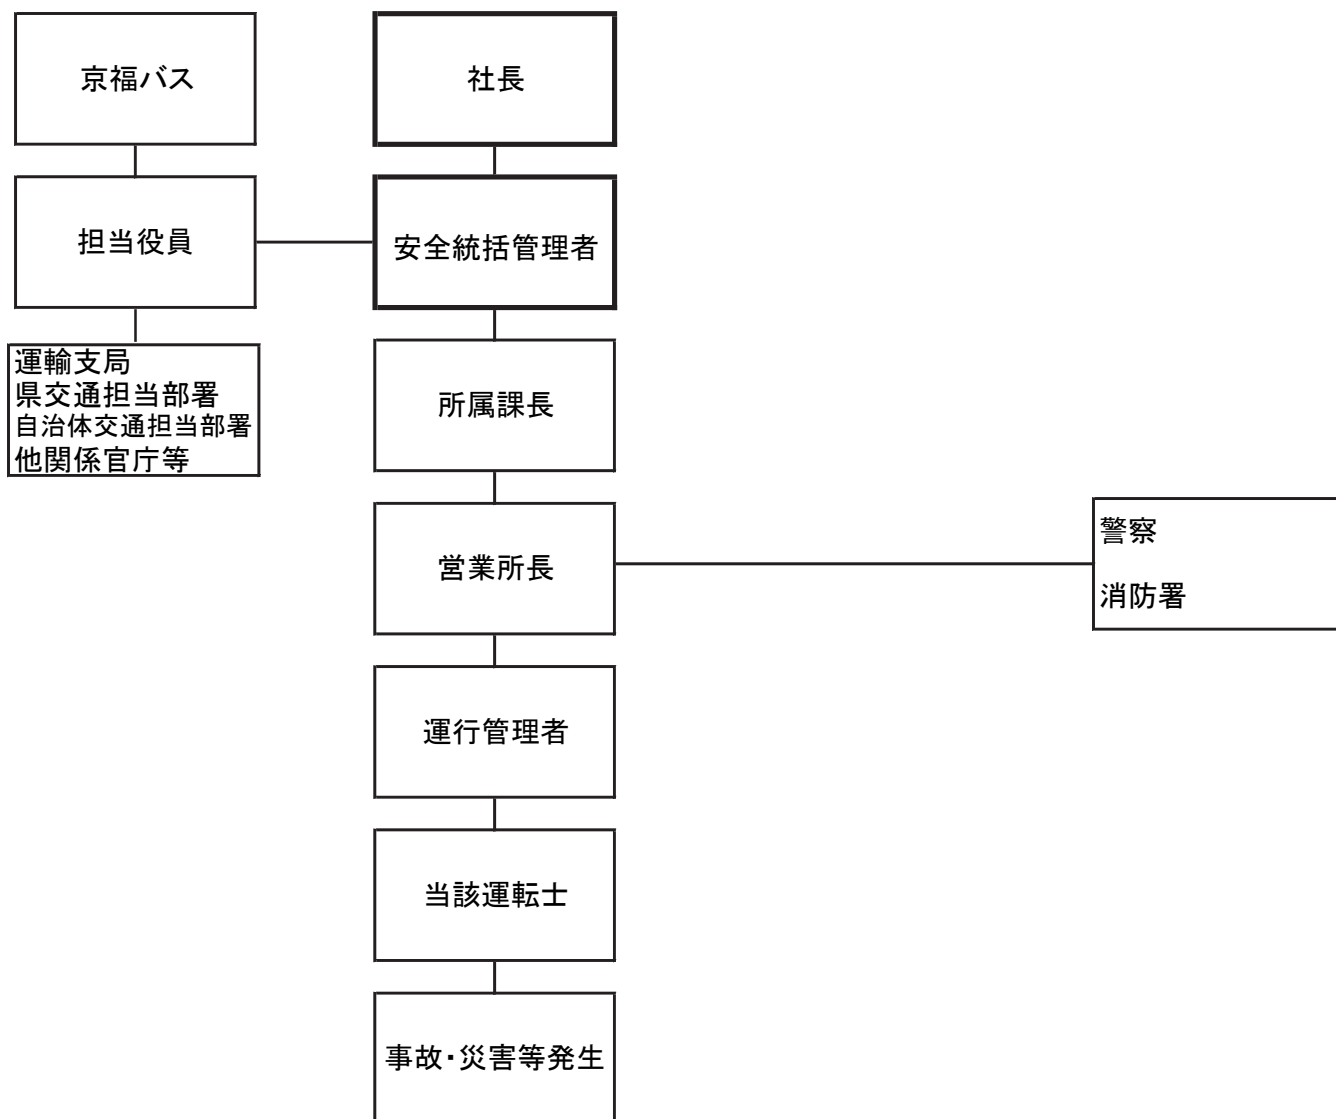 京福バス
社長
担当役員
安全統括管理者
運輸支局
県交通担当部署
自治体交通担当部署
他関係官庁等
所属課長
営業所長
警察
消防署
運行管理者
当該運転士
事故・災害等発生